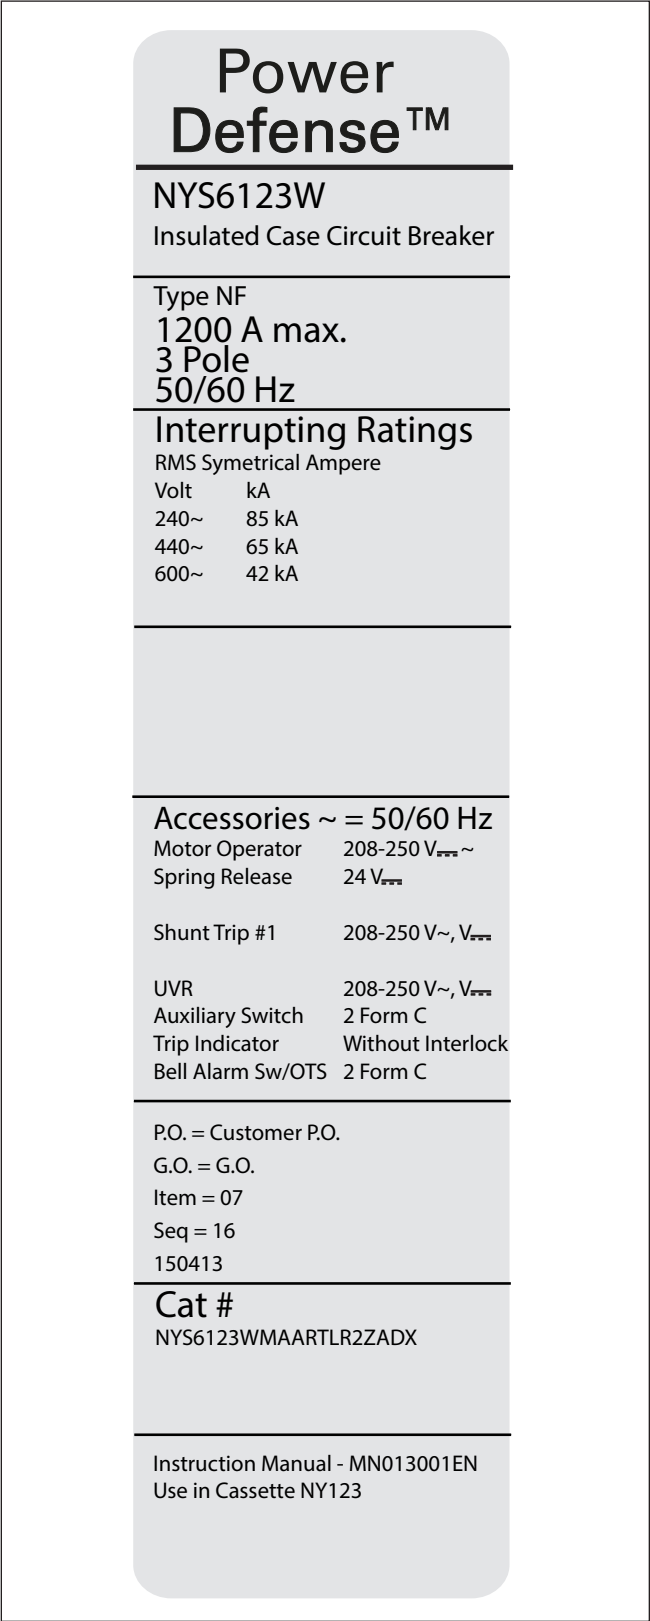 Power
Defense™
NYS6123W
Insulated Case Circuit Breaker
Type NF
1200 A max.
3 Pole
50/60 Hz
Interrupting Ratings
RMS Symetrical Ampere
Volt kA
240~ 85 kA
440~ 65 kA
600~ 42 kA
Accessories ~ = 50/60 Hz
Motor Operator 208-250 V⎓ ~
Spring Release 24 V⎓
Shunt Trip #1 208-250 V~, V⎓
UVR 208-250 V~, V⎓
Auxiliary Switch 2 Form C
Trip Indicator Without Interlock
Bell Alarm Sw/OTS 2 Form C
P.O. = Customer P.O.
G.O. = G.O.
Item = 07
Seq = 16
150413
Cat #
NYS6123WMAARTLR2ZADX
Instruction Manual - MN013001EN
Use in Cassette NY123